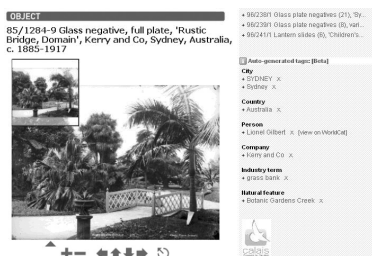 OBJECT
85/1284-9 Glass negative, full plate, 'Rustic
Bridge, Domain', Kerry and Co, Sydney, Australia,
c. 1885-1917
+ 96/238/1 Glass plate negatives (21), 'Sy...
+ 96/239/1 Glass plate negatives (8), vari...
+ 96/241/1 Lantern slides (6), 'Children's...
Auto-generated tags: [Beta]
City
+ SYDNEY X
+ Sydney X
Country
+ Australia X
Person
+ Lionel Gilbert X (view on WorldCat)
Company
+ Kerry and Co X
Industry term
+ grass bank X
Natural feature
+ Botanic Gardens Creek X
calais